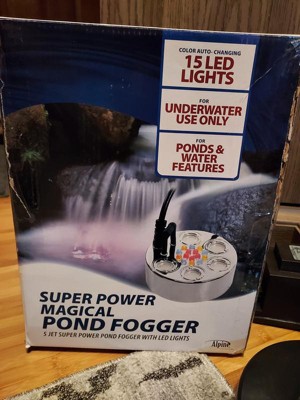 COLOR AUTO- CHANGING
15 LED
LIGHTS
FOR
UNDERWATER
USE ONLY
FOR
PONDS &
WATER
FEATURES
SUPER POWER
MAGICAL
POND FOGGER
5 JET SUPER POWER POND FOGGER WITH LED LIGHTS
Alpine